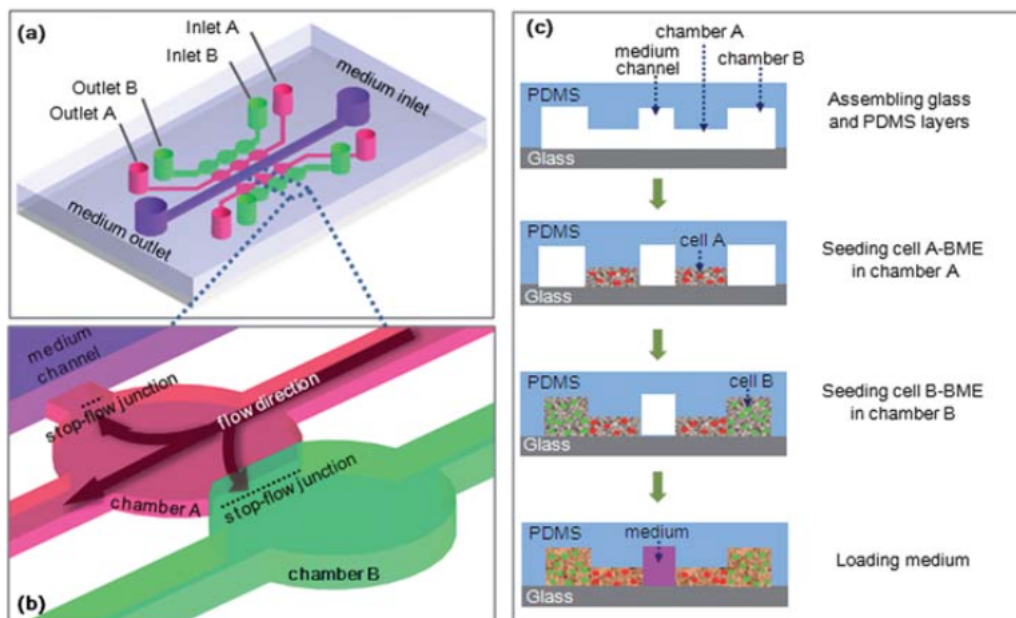 (a)
Inlet A
Inlet B
Outlet B
Outlet A
medium inlet
medium outlet
medium
channel
stop-flow junction
flow direction
stop-flow junction
chamber A
chamber B
(b)
(c)
chamber A
medium
channel
chamber B
PDMS
Glass
Assembling glass
and PDMS layers
PDMS
cell A
Glass
Seeding cell A-BME
in chamber A
PDMS
cell B
Glass
Seeding cell B-BME
in chamber B
PDMS
medium
Glass
Loading medium